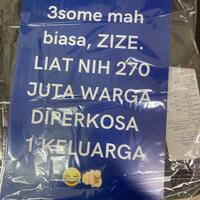 3some mah
biasa, ZIZE.
LIAT NIH 270
JUTA WARGA
DIPERKOSA
1 KELUARGA
😂🫵